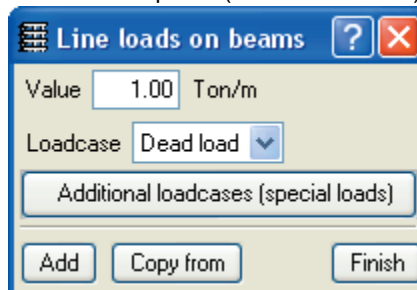 Line loads on beams ?
Value 1.00 Ton/m
Loadcase Dead load
Additional loadcases (special loads)
Add Copy from Finish